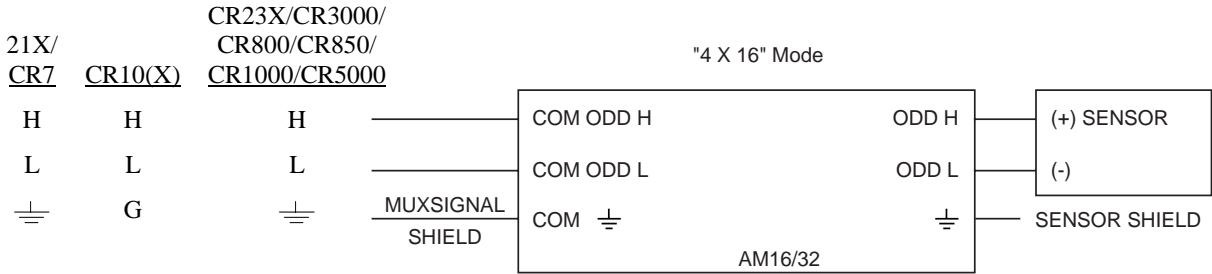 CR23X/CR3000/
21X/ CR800/CR850/
CR7 CR10(X) CR1000/CR5000
"4 X 16" Mode
H H H COM ODD H ODD H (+) SENSOR
L L L COM ODD L ODD L (-)
G MUXSIGNAL COM SENSOR SHIELD
SHIELD
AM16/32